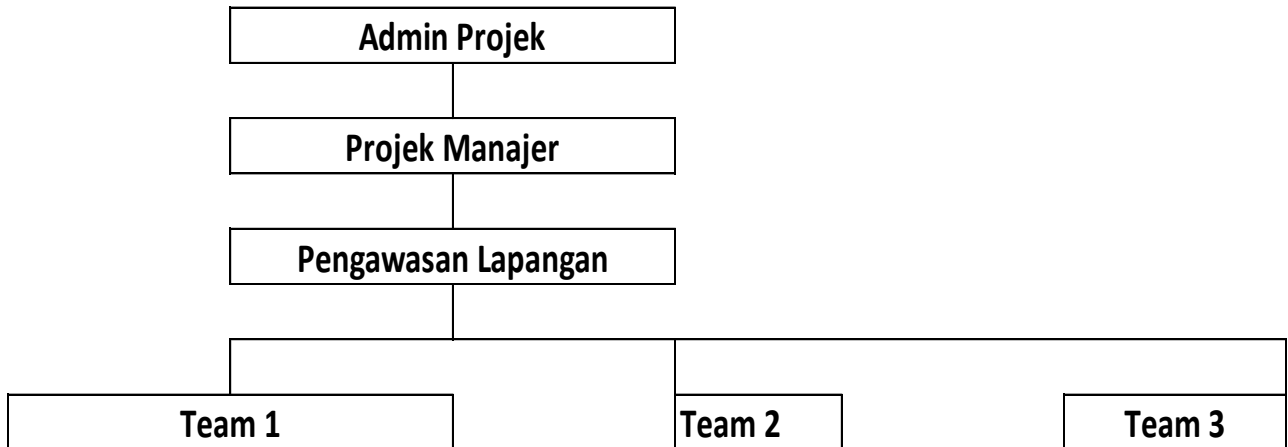 Admin Projek
Projek Manajer
Pengawasan Lapangan
Team 1
Team 2
Team 3